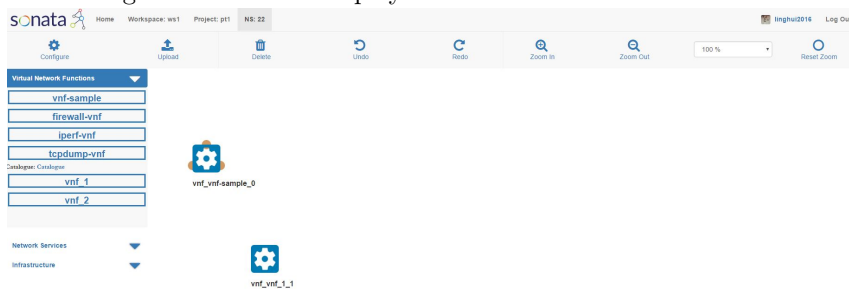 sonata Home Workspace: ws1 Project: pt1 NS: 22 linghui2016 Log Ou
Configure Upload Delete Undo Redo Zoom In Zoom Out 100 % Reset Zoom
Virtual Network Functions
vnf-sample
firewall-vnf
iperf-vnf
tcpdump-vnf
Catalogue: Catalogue
vnf_1
vnf_2
vnf_vnf-sample_0
Network Services
Infrastructure
vnf_vnf_1_1